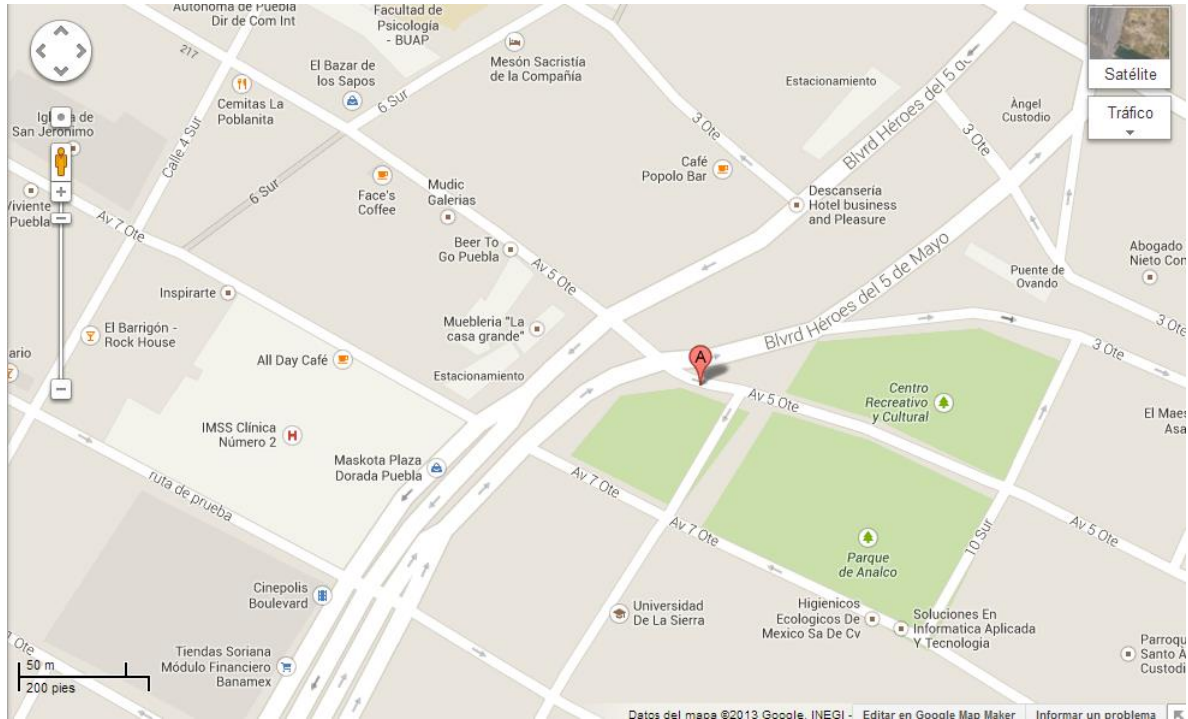 Autónoma de Puebla
Dir de Com Int
Facultad de
Psicología
- BUAP
217
El Bazar de
los Sapos
Mesón Sacristía
de la Compañía
6 Sur
Cemitas La
Poblanita
Calle 4 Sur
San Jerónimo
Estacionamiento
Blvrd Héroes del 5 de
Ángel
Custodio
Satélite
Tráfico
3 Ote
3 Ote
Café
Popolo Bar
Face's
Coffee
6 Sur
Mudic
Galerias
Descansería
Hotel business
and Pleasure
Viviente
Puebla
Av 7 Ote
Beer To
Go Puebla
Av 5 Ote
Blvrd Héroes del 5 de Mayo
Abogado
Nieto Con
Puente de
Ovando
Inspirarte
El Barrigón -
Rock House
Muebleria "La
casa grande"
3 Ote
3 Ote
All Day Café
Estacionamiento
A
Av 5 Ote
Centro
Recreativo
y Cultural
El Maes
Asa
ario
IMSS Clínica
Número 2
Maskota Plaza
Dorada Puebla
ruta de prueba
Av 7 Ote
Av 7 Ote
Av 5 Ote
10 Sur
Parque
de Analco
Cinepolis
Boulevard
Universidad
De La Sierra
Higienicos
Ecologicos De
Mexico Sa De Cv
Soluciones En
Informatica Aplicada
Y Tecnologia
Parroqu
Santo A
Custodi
Ote
Tiendas Soriana
Módulo Financiero
Banamex
50 m
200 pies
Datos del mapa ©2013 Google, INEGI -
Editar en Google Map Maker
Informar un problema